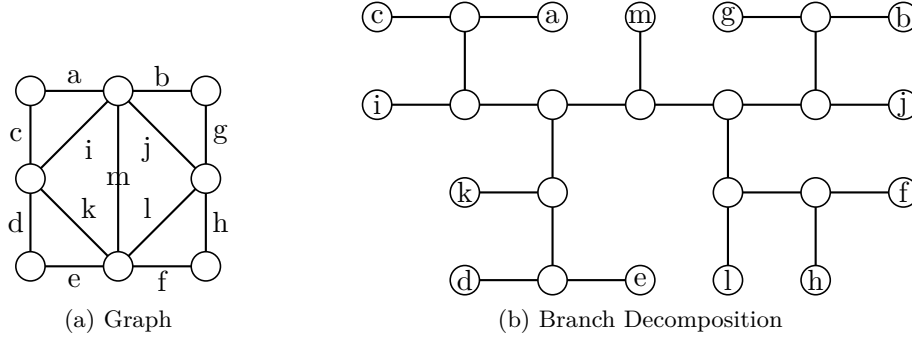 a b
c g
i j
m
d k l h
e f
(a) Graph
c a m g b
i j
k f
d e l h
(b) Branch Decomposition